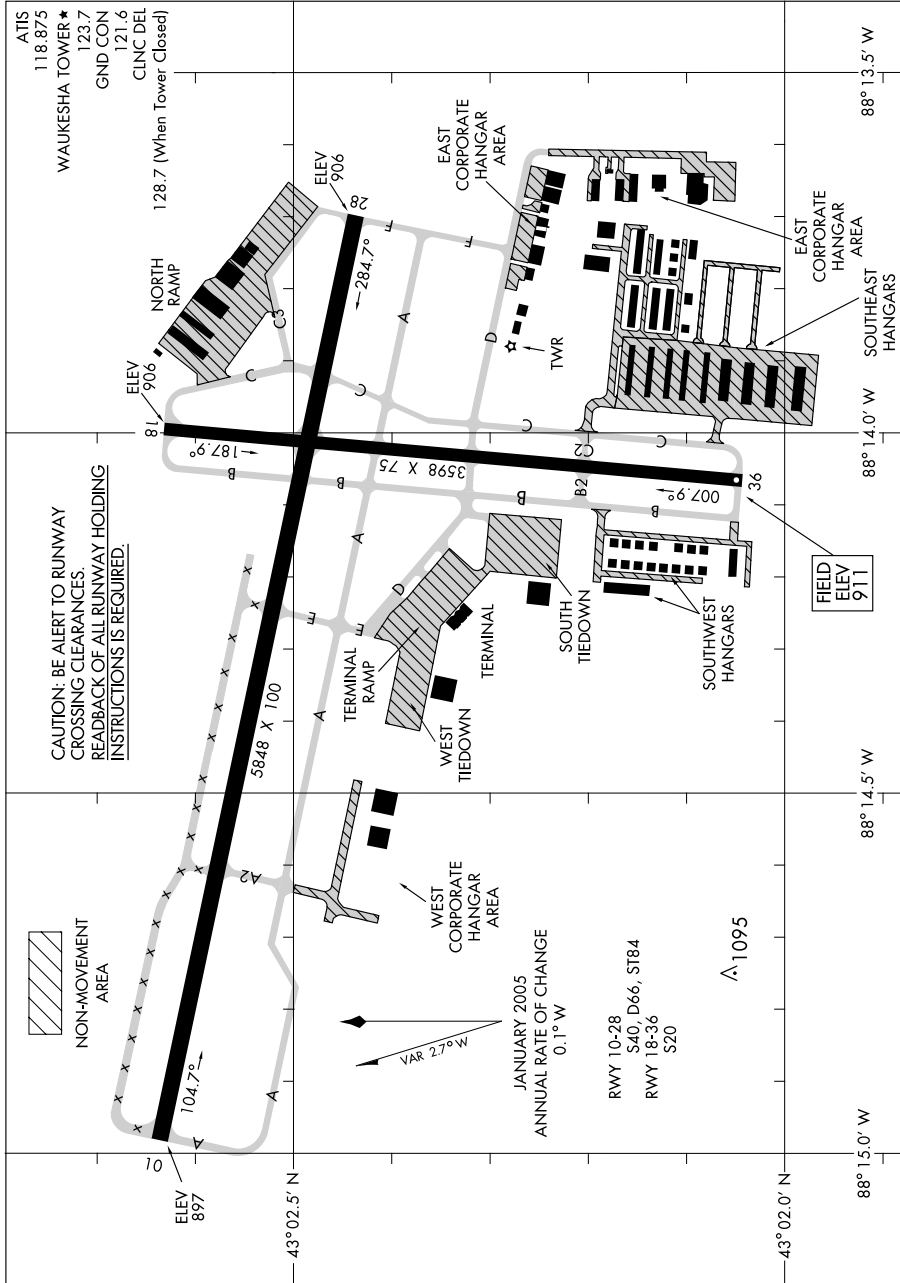 ATIS
118.875
WAUKESHA TOWER★
123.7
GND CON
121.6
CLNC DEL
128.7 (When Tower Closed)
CAUTION: BE ALERT TO RUNWAY
CROSSING CLEARANCES.
READBACK OF ALL RUNWAY HOLDING
INSTRUCTIONS IS REQUIRED.
NON-MOVEMENT
AREA
ELEV
897
10
104.7°
A
A
A2
5848 X 100
x x x x x x x x x x x x x x x
E
E
A
A
A
D
D
ELEV
906
18
187.9°
3598 X 75
007.9°
36
FIELD
ELEV
911
B
B
B
B
B2
C
C
C
C
C2
C3
NORTH
RAMP
ELEV
906
28
284.7°
F
F
EAST
CORPORATE
HANGAR
AREA
TWR
EAST
CORPORATE
HANGAR
AREA
SOUTHEAST
HANGARS
TERMINAL
RAMP
TERMINAL
WEST
TIEDOWN
SOUTH
TIEDOWN
SOUTHWEST
HANGARS
WEST
CORPORATE
HANGAR
AREA
VAR 2.7° W
JANUARY 2005
ANNUAL RATE OF CHANGE
0.1° W
RWY 10-28
S40, D66, ST84
RWY 18-36
S20
1095
43°02.5' N
43°02.0' N
88°15.0' W
88°14.5' W
88°14.0' W
88°13.5' W